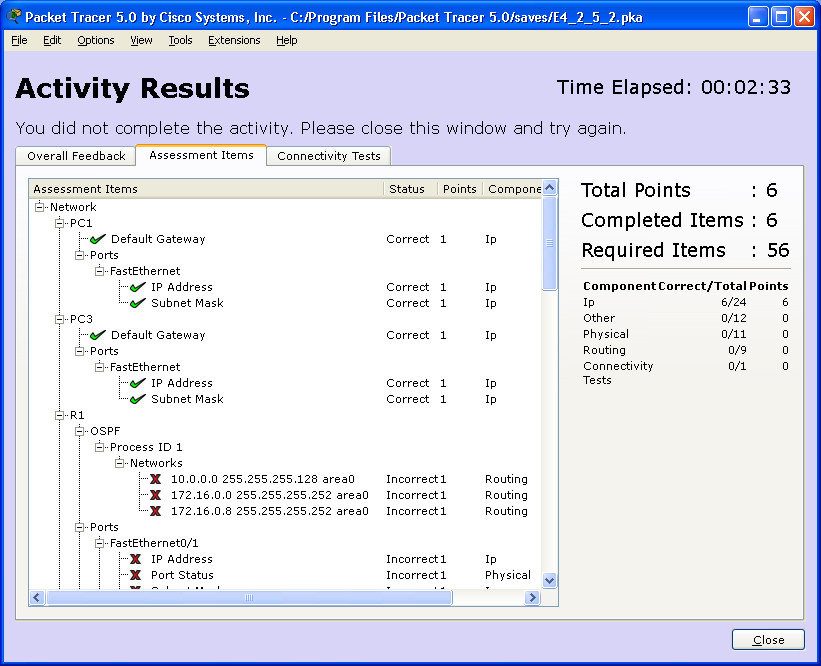 Packet Tracer 5.0 by Cisco Systems, Inc. - C:/Program Files/Packet Tracer 5.0/saves/E4_2_5_2.pka
File Edit Options View Tools Extensions Help
Activity Results
Time Elapsed: 00:02:33
You did not complete the activity. Please close this window and try again.
Overall Feedback Assessment Items Connectivity Tests
Assessment Items Status Points Compone
Network
PC1
Default Gateway Correct 1 Ip
Ports
FastEthernet
IP Address Correct 1 Ip
Subnet Mask Correct 1 Ip
PC3
Default Gateway Correct 1 Ip
Ports
FastEthernet
IP Address Correct 1 Ip
Subnet Mask Correct 1 Ip
R1
OSPF
Process ID 1
Networks
10.0.0.0 255.255.255.128 area0 Incorrect 1 Routing
172.16.0.0 255.255.255.252 area0 Incorrect 1 Routing
172.16.0.8 255.255.255.252 area0 Incorrect 1 Routing
Ports
FastEthernet0/1
IP Address Incorrect 1 Ip
Port Status Incorrect 1 Physical
Total Points : 6
Completed Items : 6
Required Items : 56
Component Correct/Total Points
Ip 6/24 6
Other 0/12 0
Physical 0/11 0
Routing 0/9 0
Connectivity 0/1 0
Tests
Close